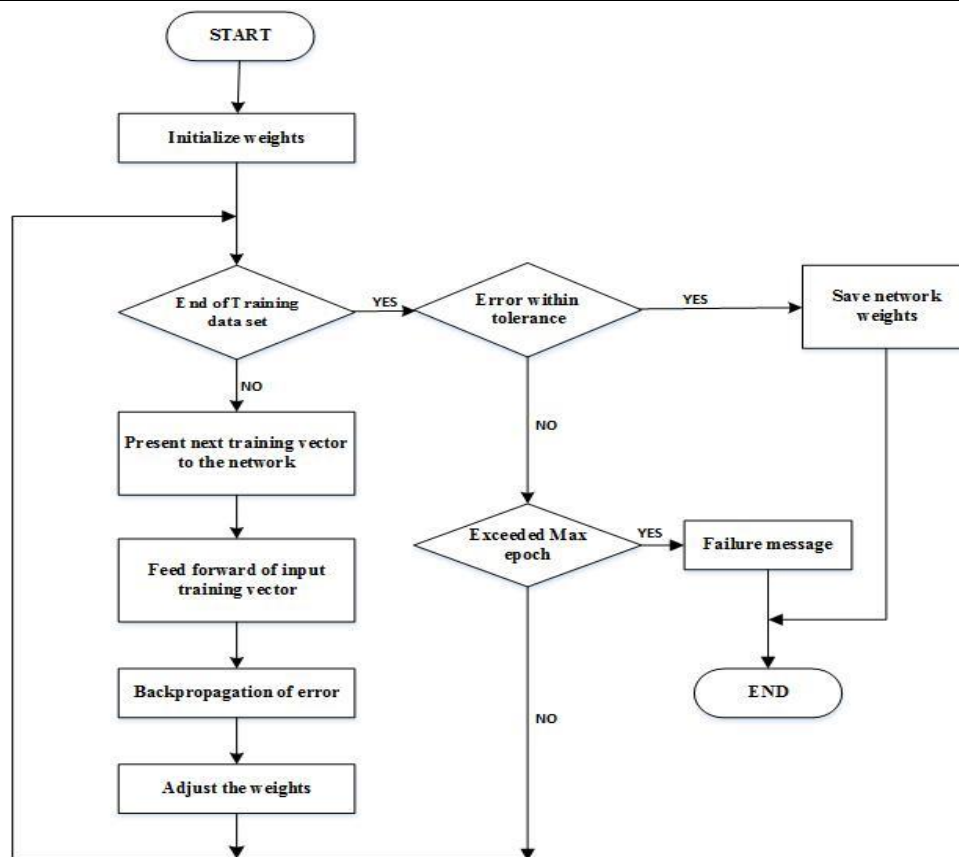 START
Initialize weights
End of Training
data set
YES
Error within
tolerance
YES
Save network
weights
NO
Present next training vector
to the network
NO
Exceeded Max
epoch
YES
Failure message
Feed forward of input
training vector
Backpropagation of error
END
NO
Adjust the weights